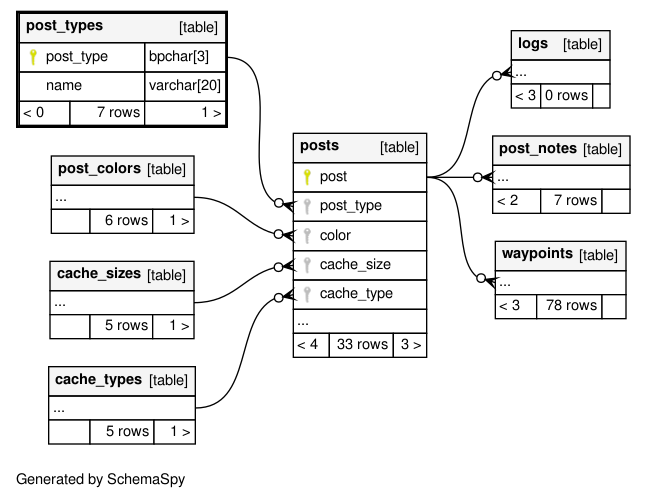 post_types [table]
post_type bpchar[3]
name varchar[20]
< 0 7 rows 1 >
post_colors [table]
...
6 rows 1 >
cache_sizes [table]
...
5 rows 1 >
cache_types [table]
...
5 rows 1 >
posts [table]
post
post_type
color
cache_size
cache_type
...
< 4 33 rows 3 >
logs [table]
...
< 3 0 rows
post_notes [table]
...
< 2 7 rows
waypoints [table]
...
< 3 78 rows
Generated by SchemaSpy